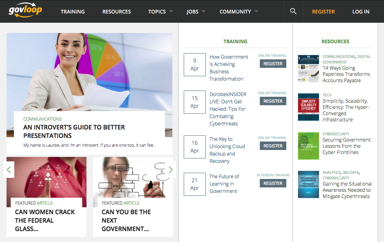 govloop
TRAINING
RESOURCES
TOPICS
JOBS
COMMUNITY
REGISTER
LOG IN
COMMUNICATIONS
AN INTROVERT'S GUIDE TO BETTER
PRESENTATIONS
My name is Lauree, and I'm an introvert. If you are one too, it can fee..
FEATURED ARTICLE
CAN WOMEN CRACK
THE FEDERAL
GLASS...
FEATURED ARTICLE
CAN YOU BE THE
NEXT
GOVERNMENT...
TRAINING
9
Apr
How Government
is Achieving
Business
Transformation
ONLINE TRAINING
REGISTER
15
Apr
DorobekINSIDER
LIVE: Don't Get
Hacked: Tips For
Combating
Cyberthreats
ONLINE TRAINING
REGISTER
16
Apr
The Key to
Unlocking Cloud
Backup and
Recovery
ONLINE TRAINING
REGISTER
21
Apr
The Future of
Learning in
Government
IN PERSON TRAINING
REGISTER
RESOURCES
COMMUNICATIONS, DIGITAL
GOVERNMENT
14 Ways Going
Paperless Transforms
Accounts Payable
TECH
Simplicity, Scalability,
Efficiency: The Hyper-
Converged
Infrastructure
CYBERSECURITY
Securing Government:
Lessons from the
Cyber Frontlines
ANALYTICS, BIG DATA,
CYBERSECURITY
Gaining the Situational
Awareness Needed to
Mitigate Cyberthreats